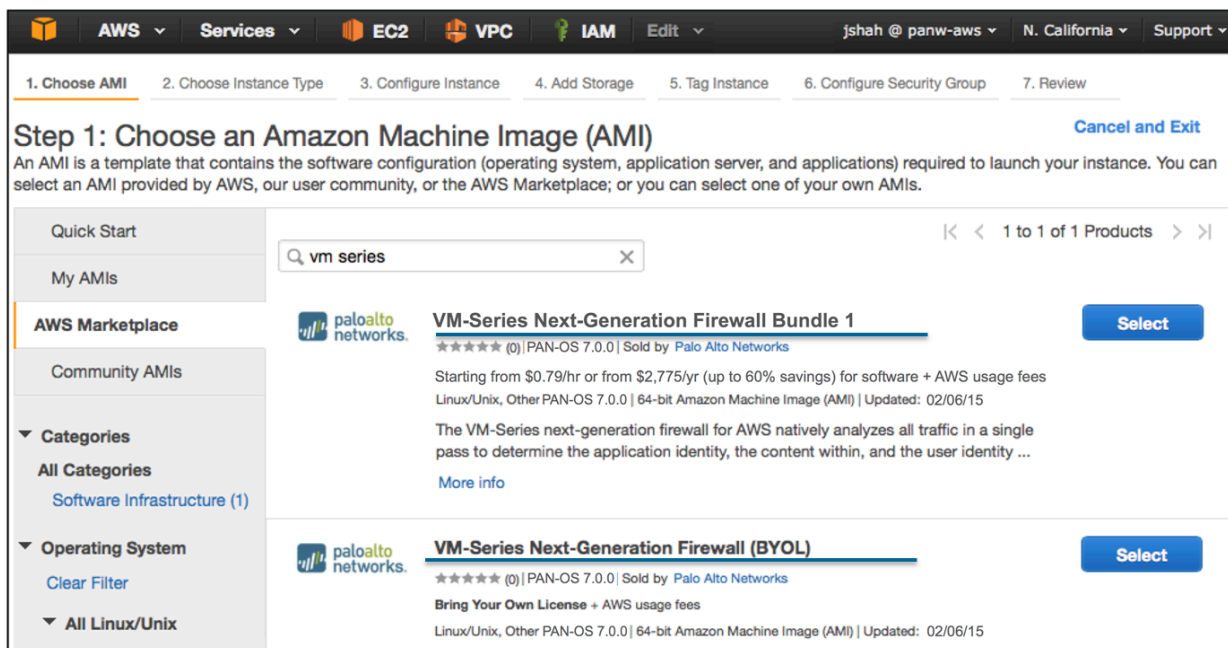 AWS Services EC2 VPC IAM Edit jshah @ panw-aws N. California Support
1. Choose AMI 2. Choose Instance Type 3. Configure Instance 4. Add Storage 5. Tag Instance 6. Configure Security Group 7. Review
Step 1: Choose an Amazon Machine Image (AMI)
Cancel and Exit
An AMI is a template that contains the software configuration (operating system, application server, and applications) required to launch your instance. You can
select an AMI provided by AWS, our user community, or the AWS Marketplace; or you can select one of your own AMIs.
Quick Start
My AMIs
AWS Marketplace
Community AMIs
Categories
All Categories
Software Infrastructure (1)
Operating System
Clear Filter
All Linux/Unix
1 to 1 of 1 Products
vm series
paloalto
networks.
VM-Series Next-Generation Firewall Bundle 1
Select
(0) | PAN-OS 7.0.0 | Sold by Palo Alto Networks
Starting from $0.79/hr or from $2,775/yr (up to 60% savings) for software + AWS usage fees
Linux/Unix, Other PAN-OS 7.0.0 | 64-bit Amazon Machine Image (AMI) | Updated: 02/06/15
The VM-Series next-generation firewall for AWS natively analyzes all traffic in a single
pass to determine the application identity, the content within, and the user identity ...
More info
paloalto
networks.
VM-Series Next-Generation Firewall (BYOL)
Select
(0) | PAN-OS 7.0.0 | Sold by Palo Alto Networks
Bring Your Own License + AWS usage fees
Linux/Unix, Other PAN-OS 7.0.0 | 64-bit Amazon Machine Image (AMI) | Updated: 02/06/15